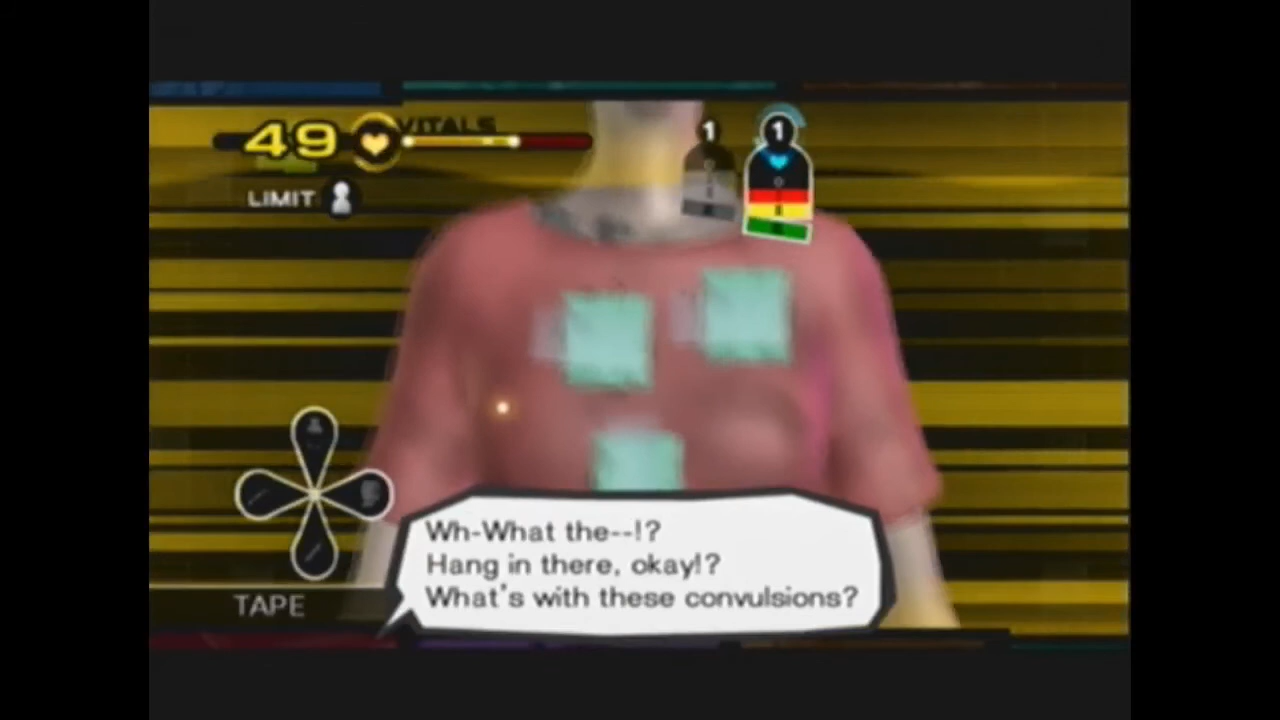 49
VITALS
1
1
LIMIT
Wh-What the--!?
Hang in there, okay!?
What's with these convulsions?
TAPE